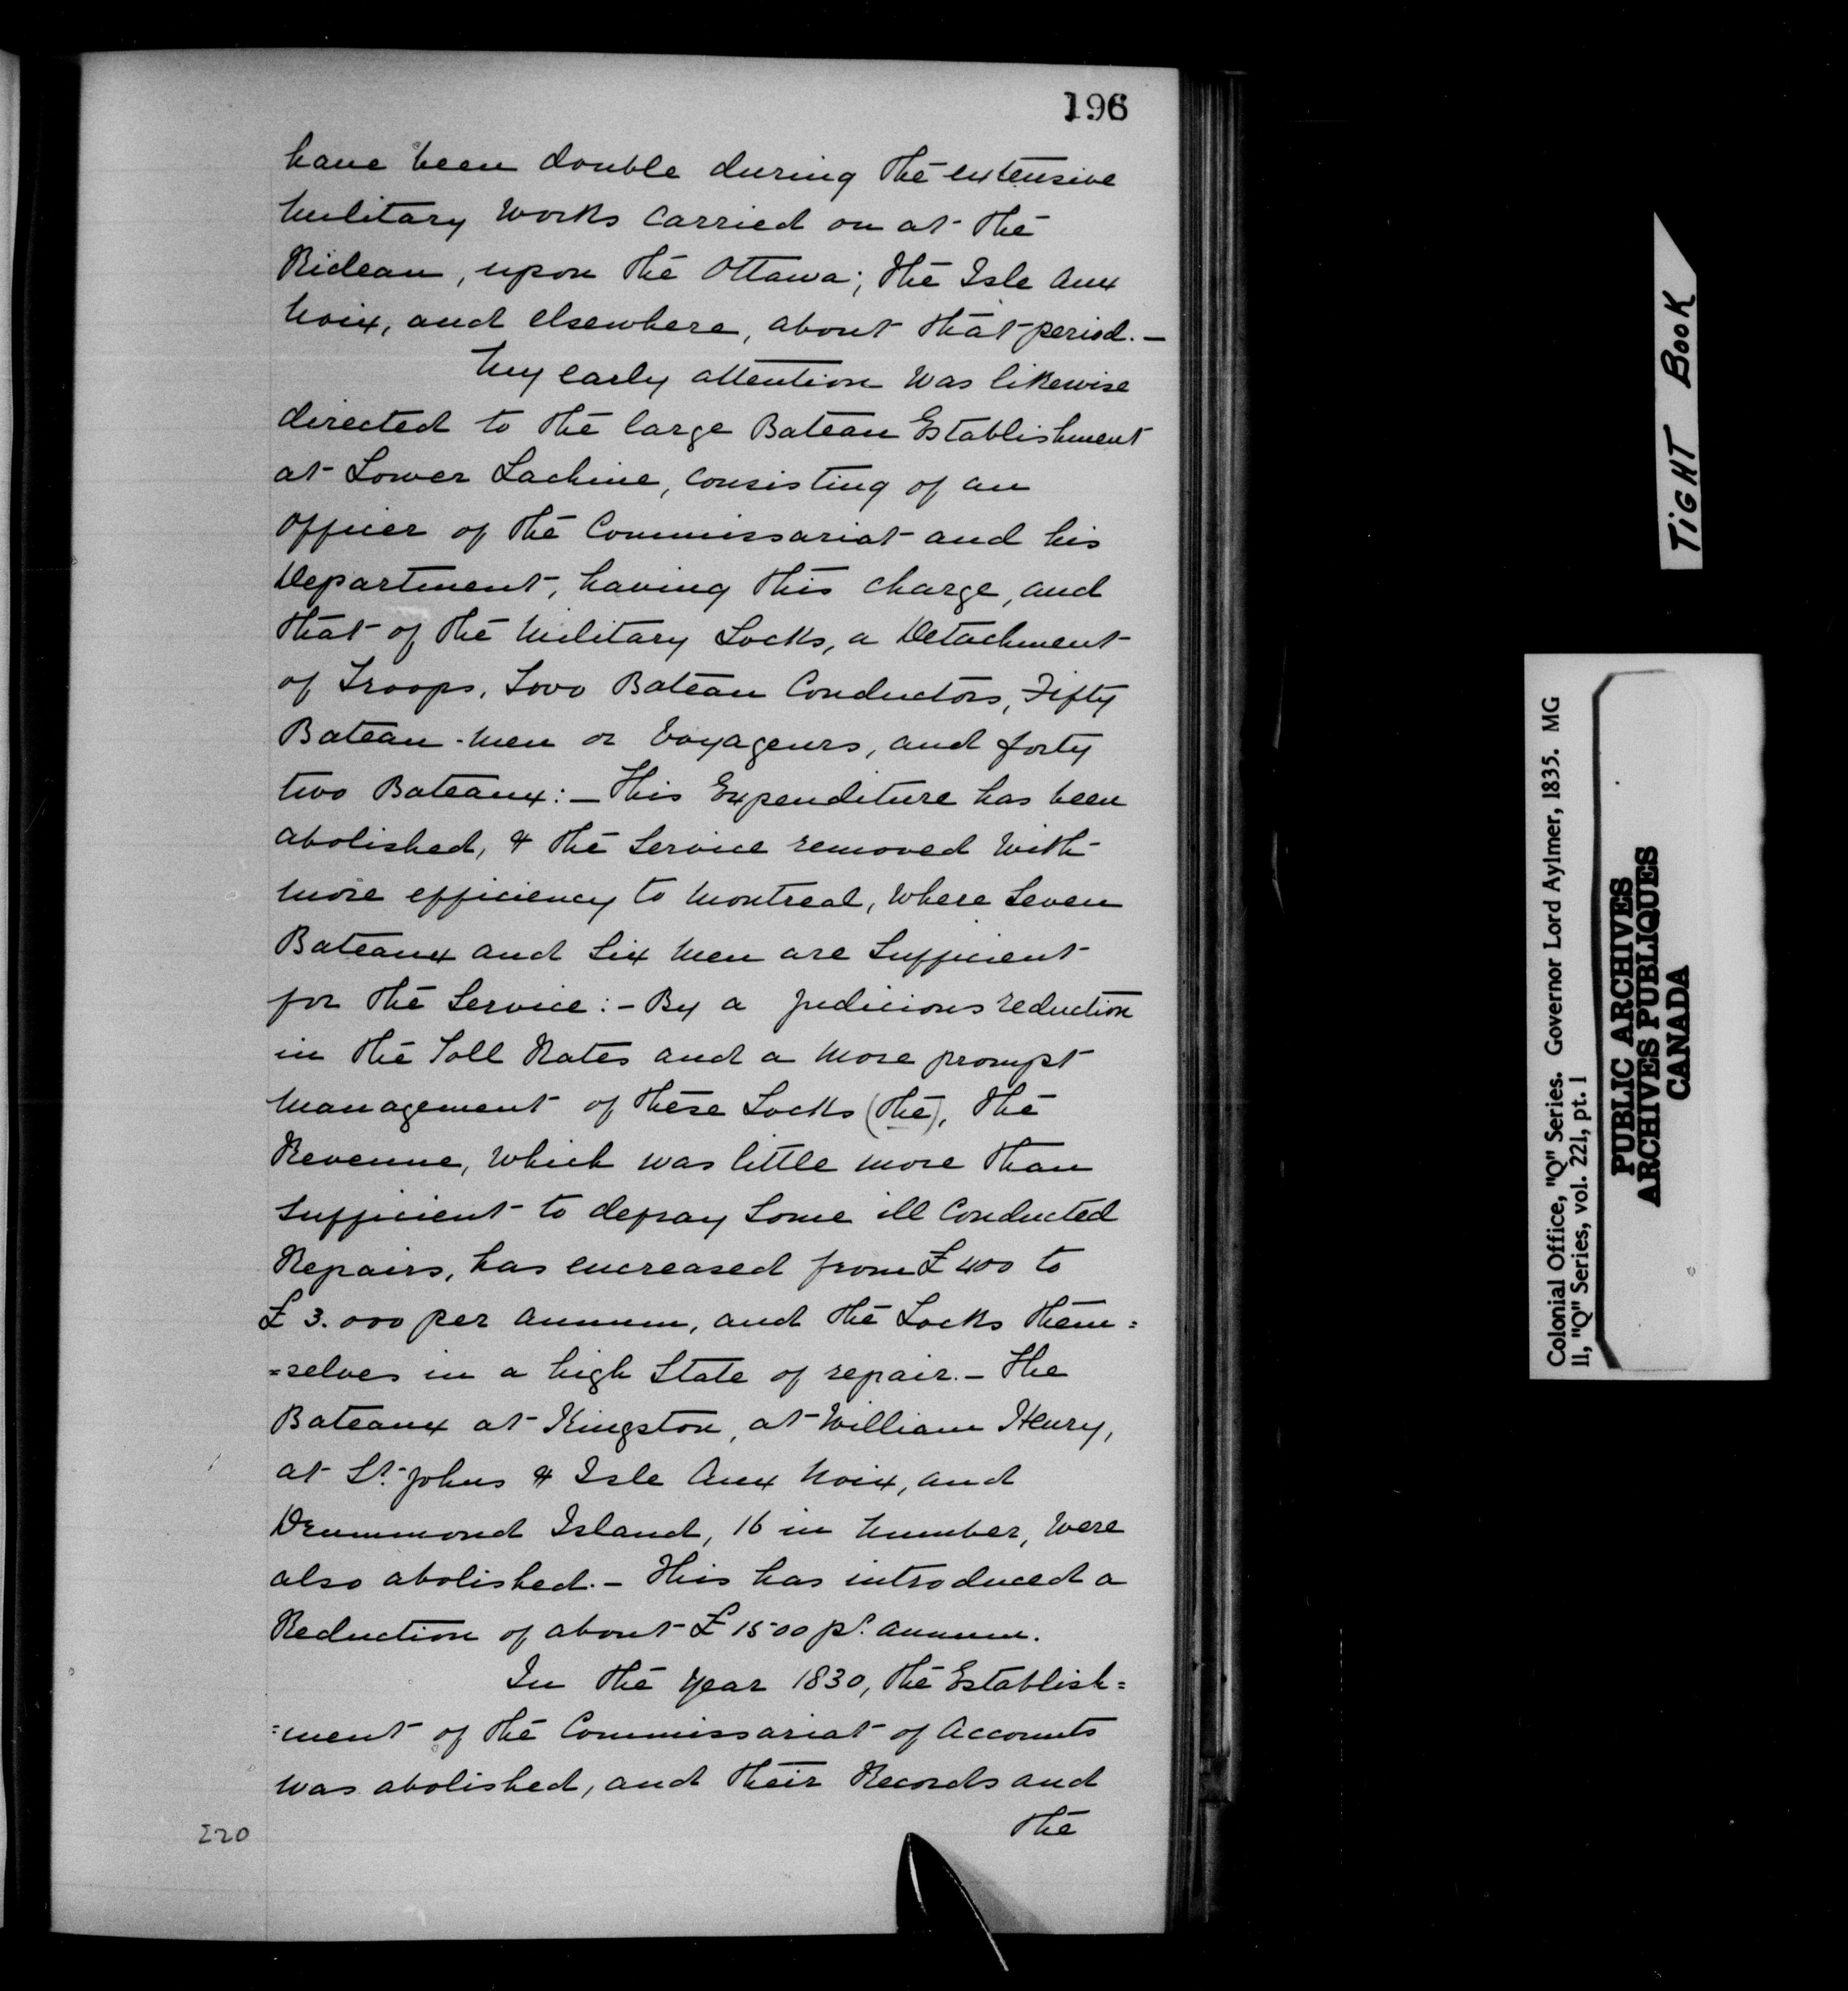 196
have been double during the extensive
Military Works carried on at the
Rideau, upon the Ottawa; the Isle Aux
Noix, and elsewhere, about that period.—
My early attention was likewise
directed to the large Bateau Establishment
at Lower Lachine, consisting of an
Officer of the Commissariat and his
Department, having this charge, and
that of the Military Locks, a Detachment
of Troops, Two Bateau Conductors, Fifty
Bateau-men or Voyageurs, and forty
two Bateaux:— This Expenditure has been
abolished, & the Service removed with
more efficiency to Montreal, where Seven
Bateaux and Six men are Sufficient
for the Service:— By a judicious reduction
in the Toll Rates and a more prompt
Management of these Locks (the), the
Revenue, which was little more than
Sufficient to defray Some ill Conducted
Repairs, has encreased from £400 to
£3.000 per annum, and the Locks them=
=selves in a high State of repair.— The
Bateaux at Kingston, at William Henry,
at St. Johns & Isle Aux Noix, and
Drummond Island, 16 in number, were
also abolished.— This has introduced a
Reduction of about £1500 pr. annum.
In the Year 1830, the Establish=
=ment of the Commissariat of Accounts
was abolished, and their Records and
the
220
TIGHT BOOK
Colonial Office, "Q" Series. Governor Lord Aylmer, 1835. MG
11, "Q" Series, vol. 221, pt. 1
PUBLIC ARCHIVES
ARCHIVES PUBLIQUES
CANADA